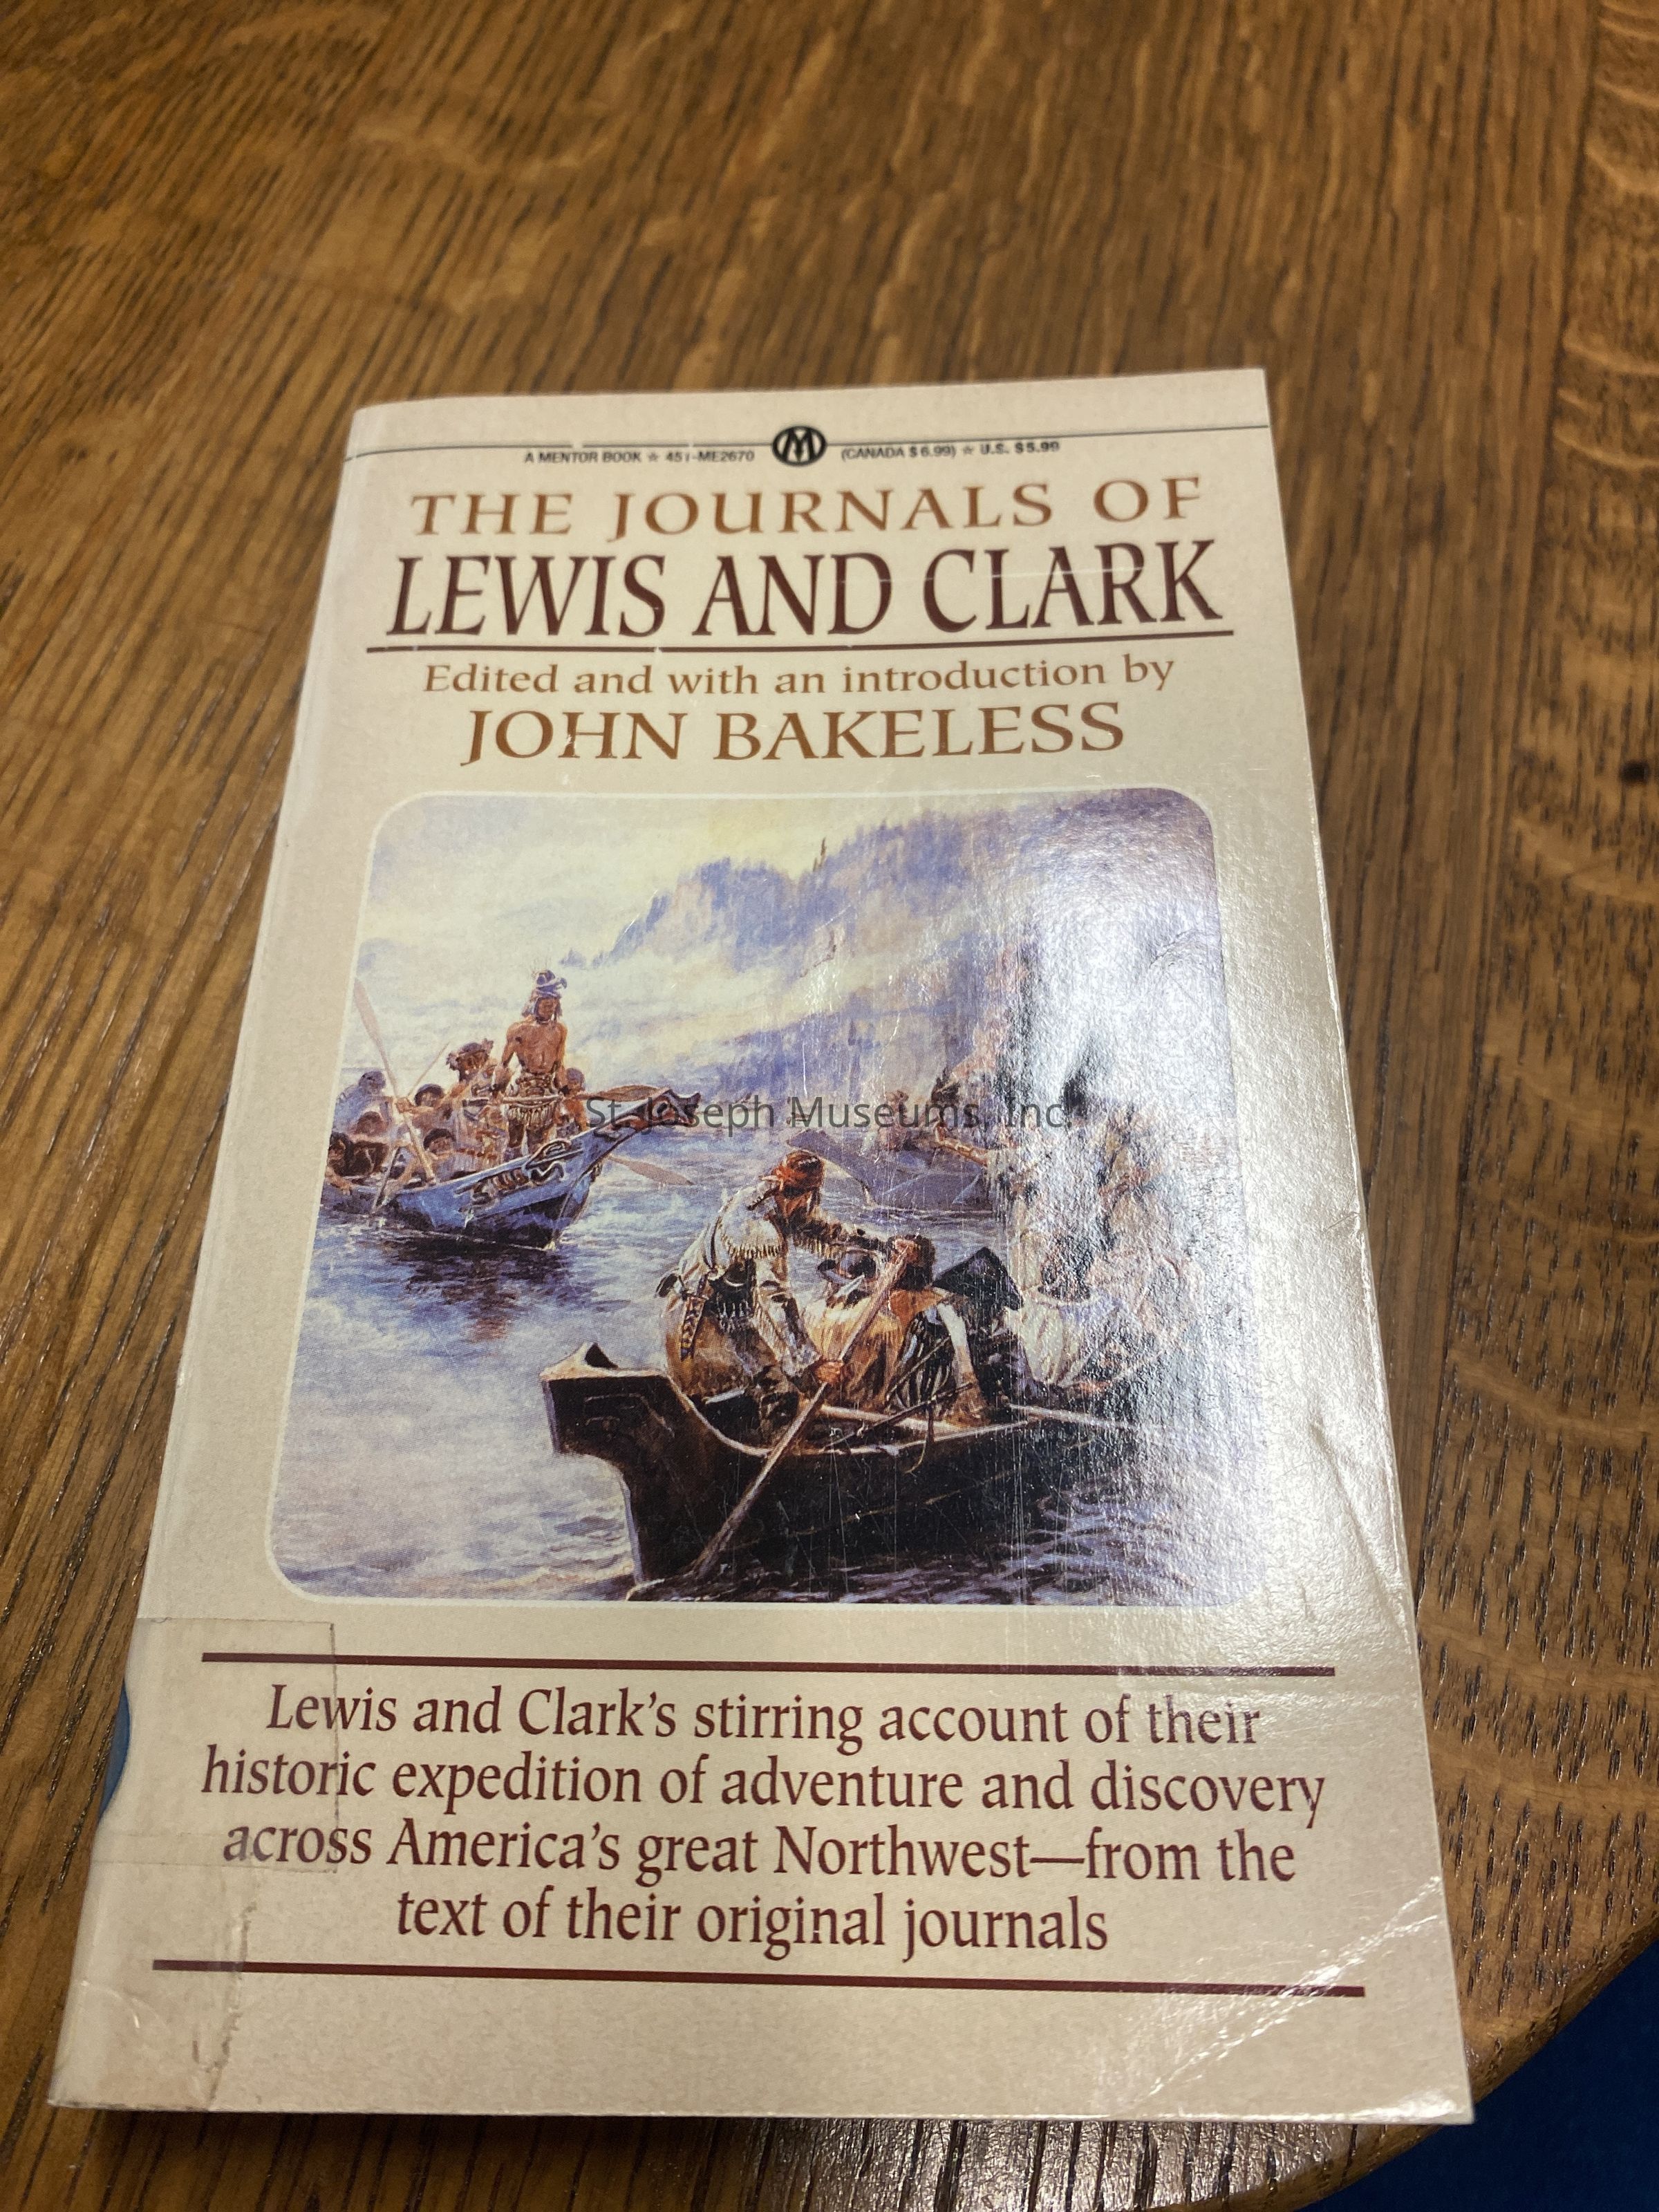 A MENTOR BOOK ☆ 451-ME2670 M (CANADA $6.99) ☆ U.S. $5.99
THE JOURNALS OF
LEWIS AND CLARK
Edited and with an introduction by
JOHN BAKELESS
St. Joseph Museums, Inc.
Lewis and Clark’s stirring account of their
historic expedition of adventure and discovery
across America’s great Northwest—from the
text of their original journals